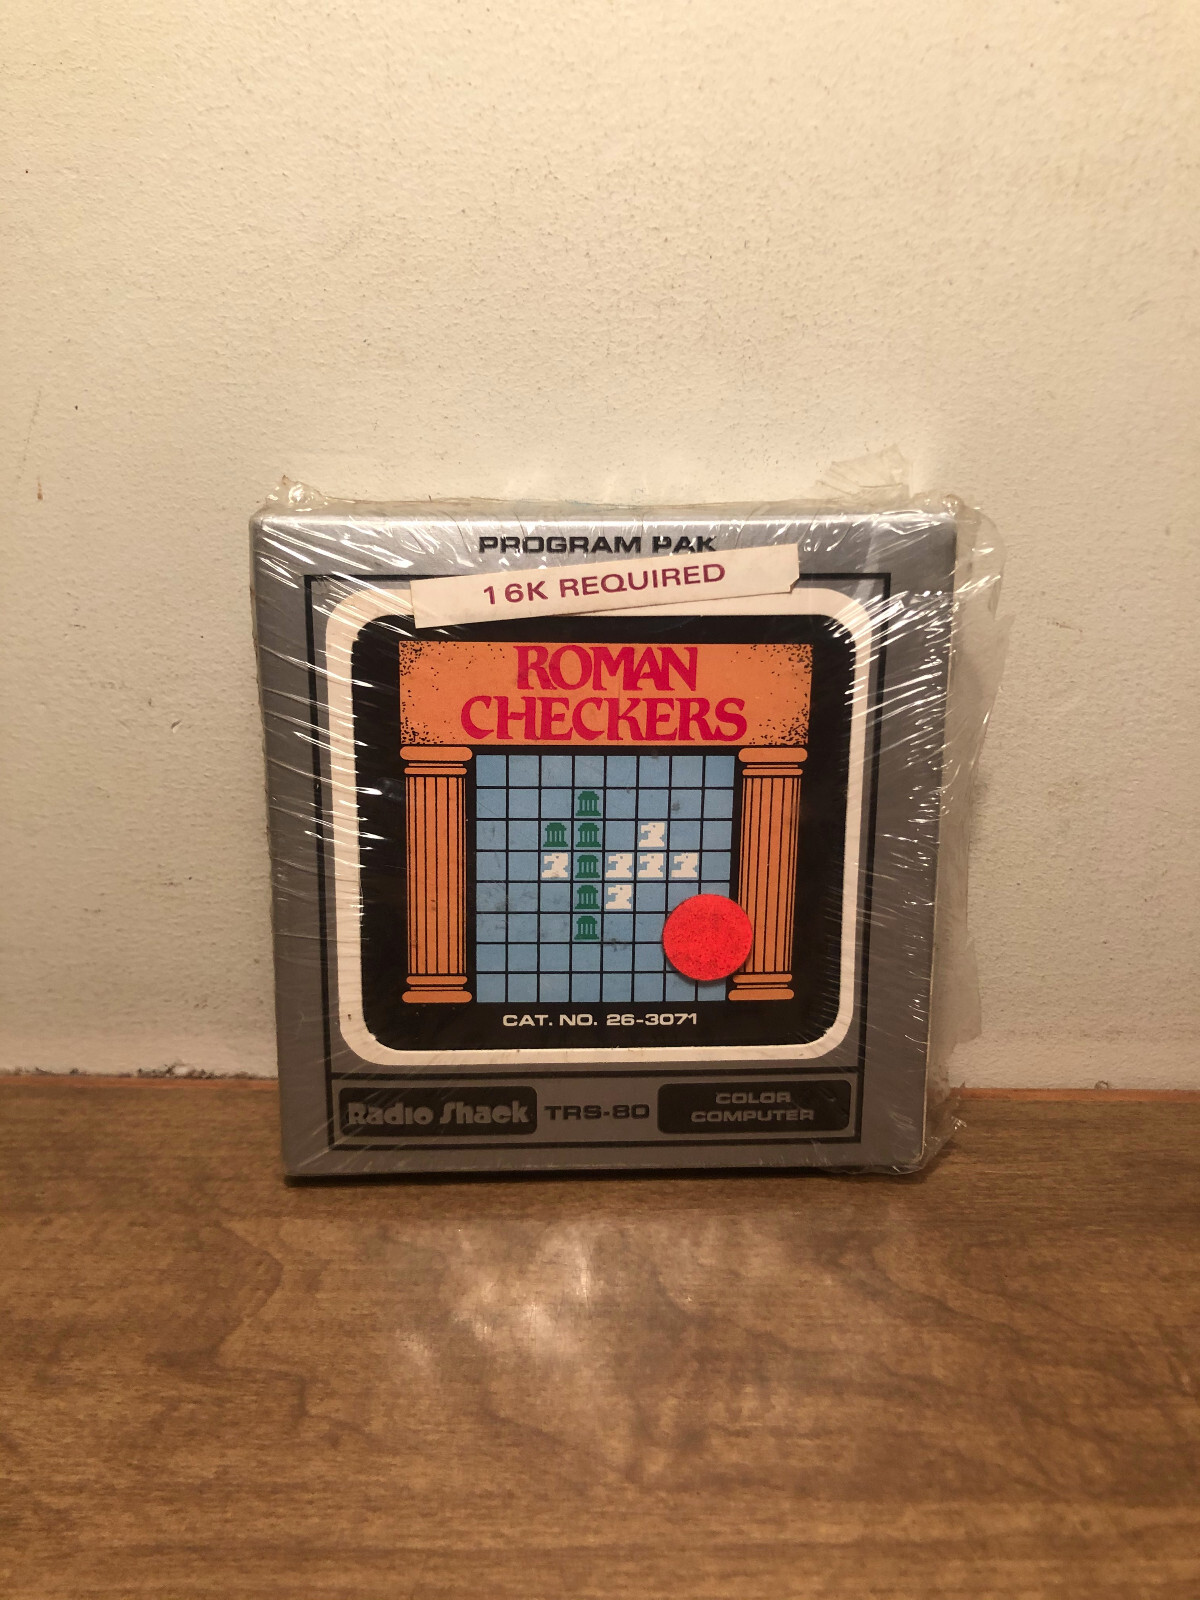 PROGRAM PAK
16K REQUIRED
ROMAN
CHECKERS
CAT. NO. 26-3071
Radio Shack TRS-80 COLOR
COMPUTER